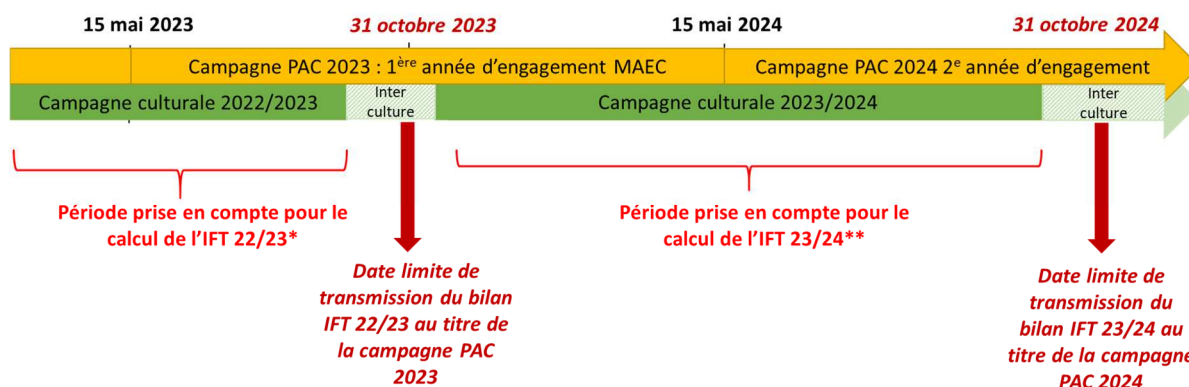 15 mai 2023
31 octobre 2023
15 mai 2024
31 octobre 2024
Campagne PAC 2023 : 1ère année d’engagement MAEC
Campagne PAC 2024 2e année d’engagement
Campagne culturale 2022/2023
Inter
culture
Campagne culturale 2023/2024
Inter
culture
Période prise en compte pour le
calcul de l’IFT 22/23*
Période prise en compte pour le
calcul de l’IFT 23/24**
Date limite de
transmission du bilan
IFT 22/23 au titre de
la campagne PAC
2023
Date limite de
transmission du
bilan IFT 23/24 au
titre de la campagne
PAC 2024